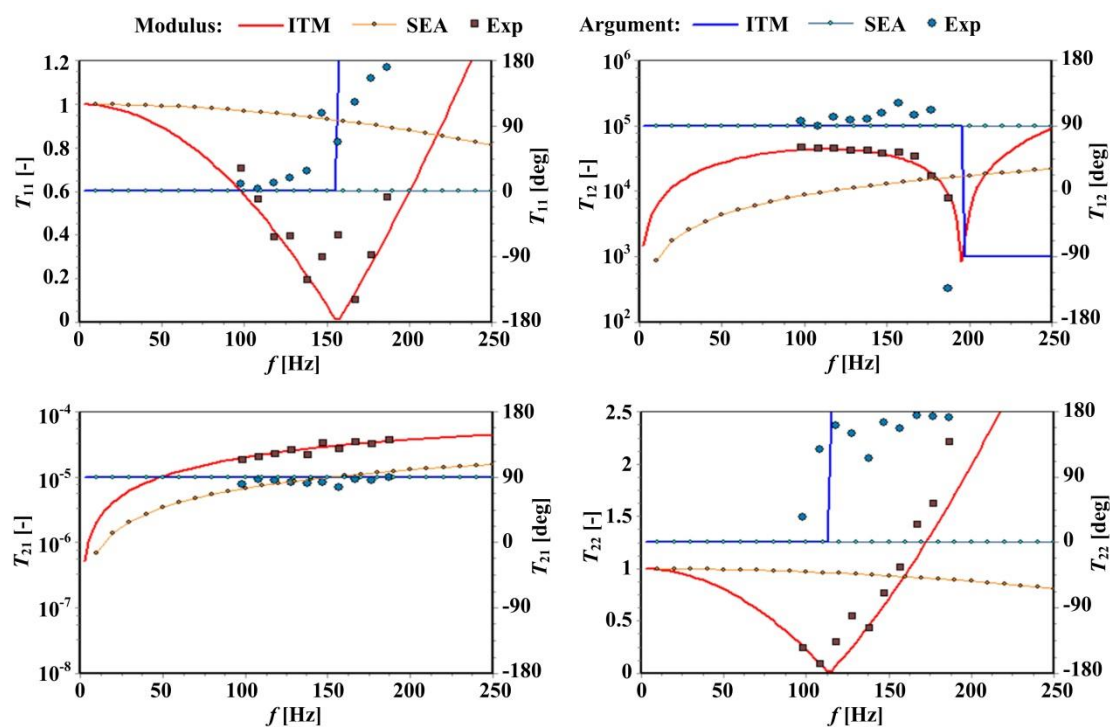 Modulus: ITM SEA Exp Argument: ITM SEA Exp
1.2
1
0.8
0.6
0.4
0.2
0
T11 [-]
180
90
0
-90
-180
T11 [deg]
0 50 100 150 200 250
f [Hz]
10^6
10^5
10^4
10^3
10^2
T12 [-]
180
90
0
-90
-180
T12 [deg]
0 50 100 150 200 250
f [Hz]
10^-4
10^-5
10^-6
10^-7
10^-8
T21 [-]
180
90
0
-90
-180
T21 [deg]
0 50 100 150 200 250
f [Hz]
2.5
2
1.5
1
0.5
0
T22 [-]
180
90
0
-90
-180
T22 [deg]
0 50 100 150 200 250
f [Hz]